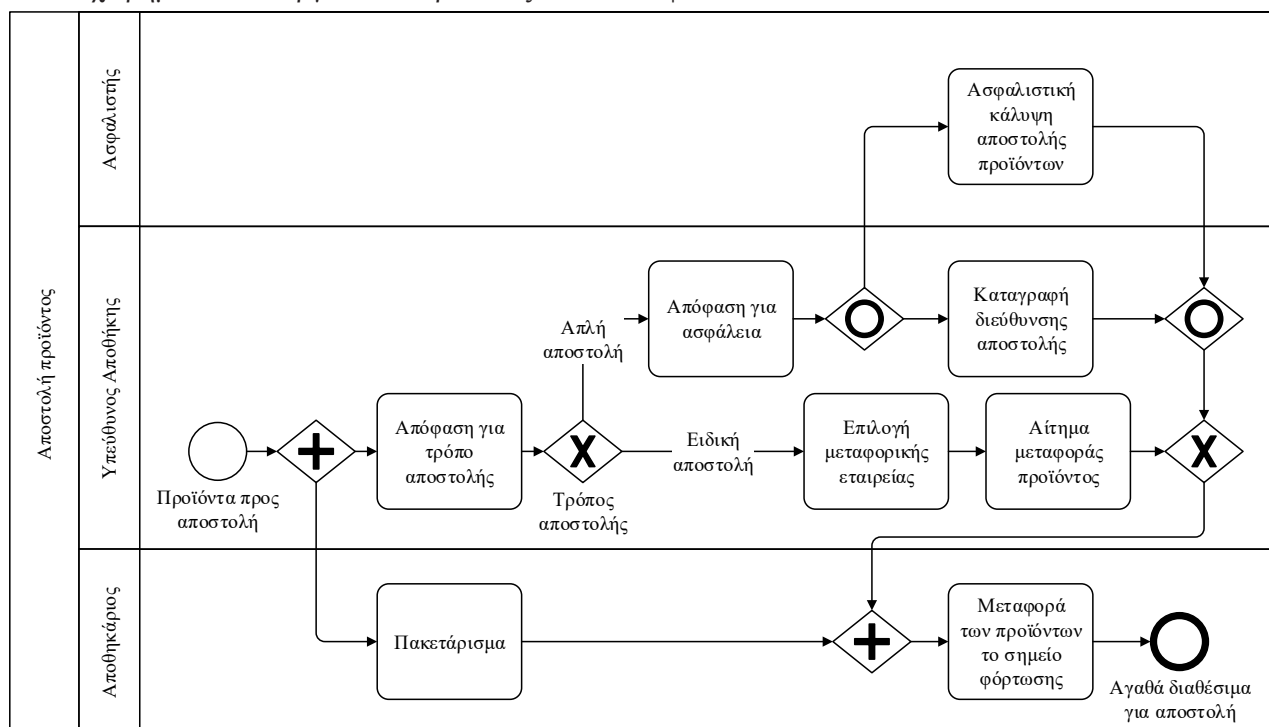 Αποστολή προϊόντος
Ασφαλιστής
Ασφαλιστική
κάλυψη
αποστολής
προϊόντων
Υπεύθυνος Αποθήκης
Απόφαση για
ασφάλεια
Καταγραφή
διεύθυνσης
αποστολής
Απλή
αποστολή
Προϊόντα προς
αποστολή
Απόφαση για
τρόπο
αποστολής
Τρόπος
αποστολής
Ειδική
αποστολή
Επιλογή
μεταφορικής
εταιρείας
Αίτημα
μεταφοράς
προϊόντος
Αποθηκάριος
Πακετάρισμα
Μεταφορά
των προϊόντων
το σημείο
φόρτωσης
Αγαθά διαθέσιμα
για αποστολή